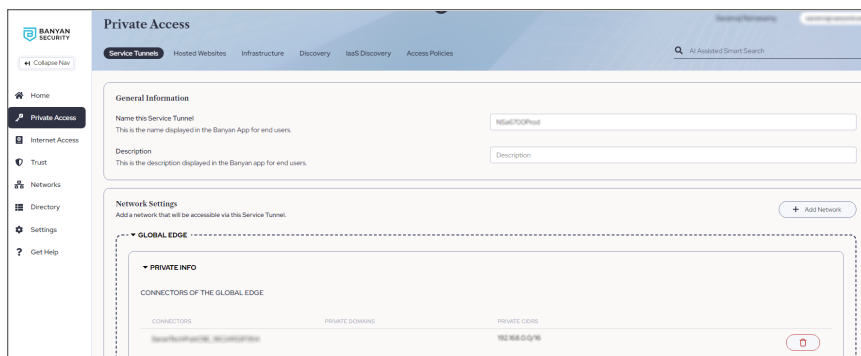 BANYAN
SECURITY
Collapse Nav
Home
Private Access
Internet Access
Trust
Networks
Directory
Settings
Get Help
Private Access
Service Tunnels Hosted Websites Infrastructure Discovery IaaS Discovery Access Policies
AI Assisted Smart Search
General Information
Name this Service Tunnel
This is the name displayed in the Banyan App for end users.
NSa6700Prod
Description
This is the description displayed in the Banyan app for end users.
Description
Network Settings
Add a network that will be accessible via this Service Tunnel.
+ Add Network
GLOBAL EDGE
PRIVATE INFO
CONNECTORS OF THE GLOBAL EDGE
CONNECTORS PRIVATE DOMAINS PRIVATE CIDRS
192.168.0.0/16